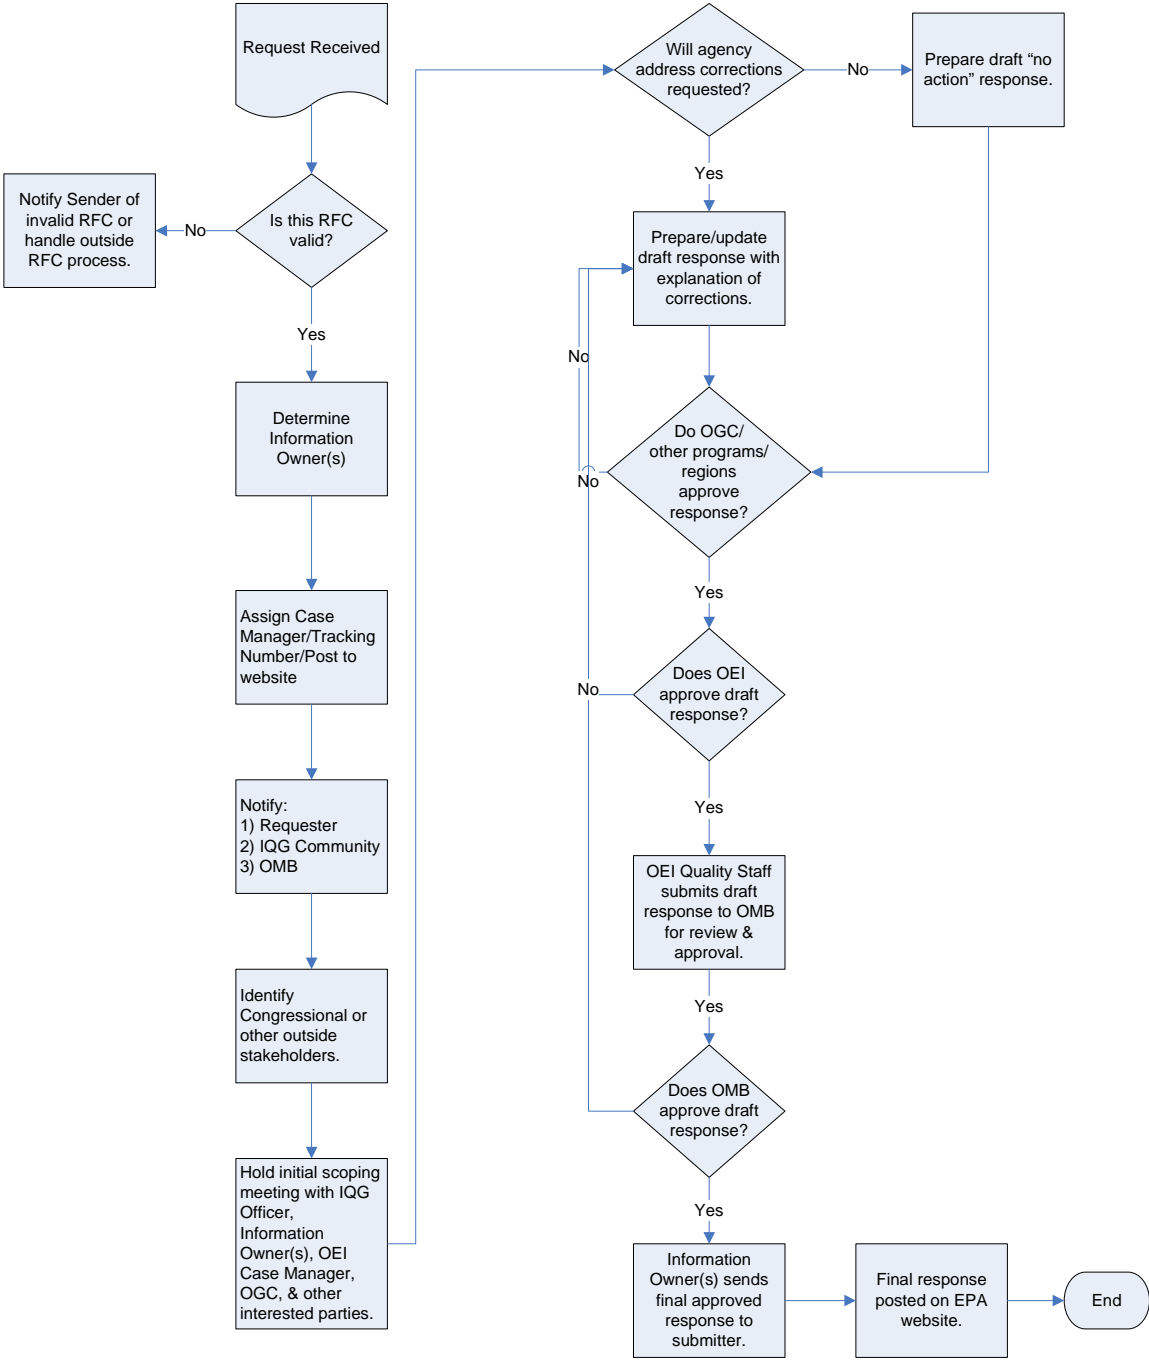 Request Received
Is this RFC
valid?
No
Notify Sender of
invalid RFC or
handle outside
RFC process.
Yes
Determine
Information
Owner(s)
Assign Case
Manager/Tracking
Number/Post to
website
Notify:
1) Requester
2) IQG Community
3) OMB
Identify
Congressional or
other outside
stakeholders.
Hold initial scoping
meeting with IQG
Officer,
Information
Owner(s), OEI
Case Manager,
OGC, & other
interested parties.
Will agency
address corrections
requested?
No
Prepare draft “no
action” response.
Yes
Prepare/update
draft response with
explanation of
corrections.
No
Do OGC/
other programs/
regions
approve
response?
No
Yes
Does OEI
approve draft
response?
No
Yes
OEI Quality Staff
submits draft
response to OMB
for review &
approval.
Yes
Does OMB
approve draft
response?
Yes
Information
Owner(s) sends
final approved
response to
submitter.
Final response
posted on EPA
website.
End